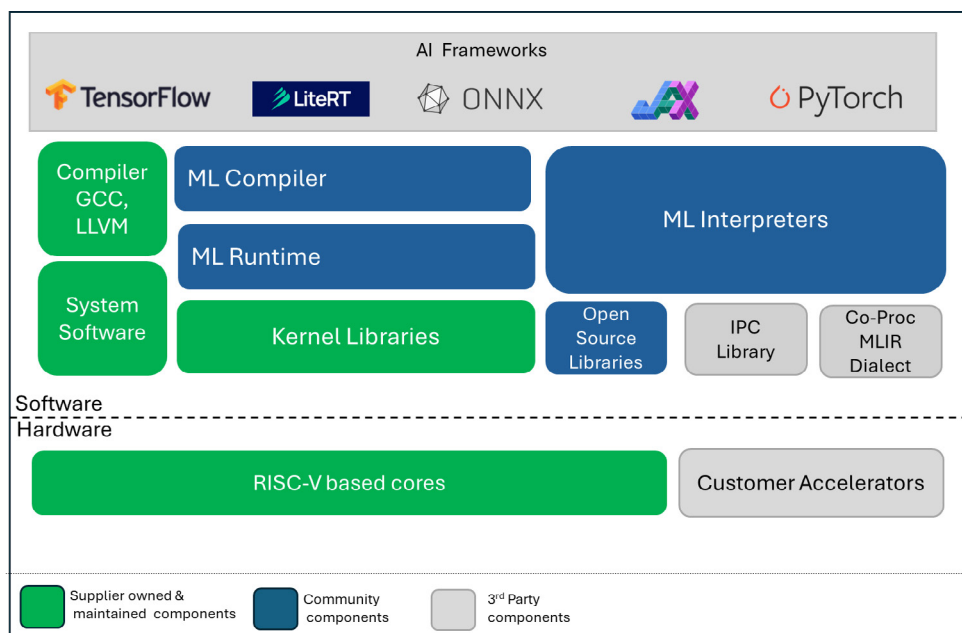 AI Frameworks
TensorFlow
LiteRT
ONNX
JAX
PyTorch
Compiler
GCC,
LLVM
ML Compiler
ML Interpreters
ML Runtime
System
Software
Kernel Libraries
Open
Source
Libraries
IPC
Library
Co-Proc
MLIR
Dialect
Software
Hardware
RISC-V based cores
Customer Accelerators
Supplier owned &
maintained components
Community
components
3rd Party
components